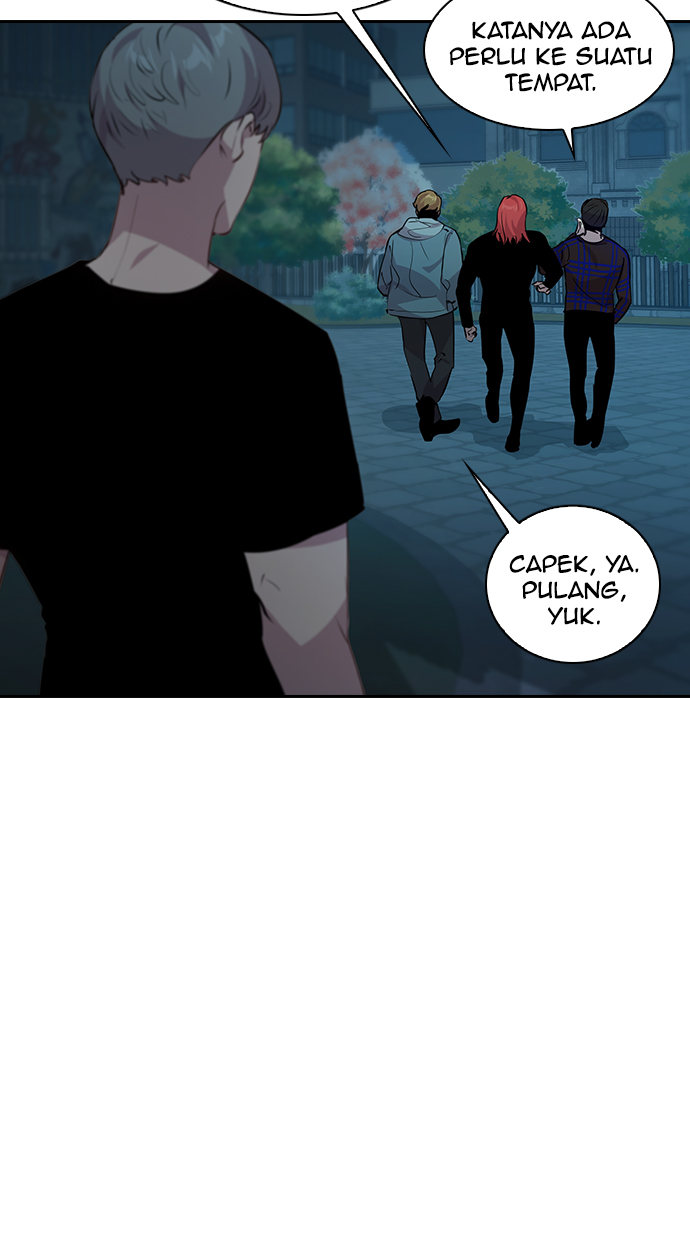 KATANYA ADA
PERLU KE SUATU
TEMPAT.
CAPEK, YA.
PULANG,
YUK.